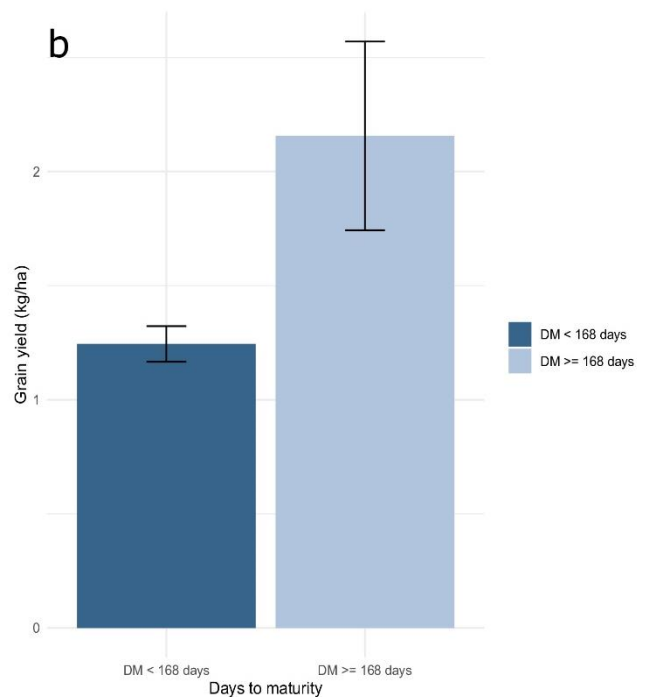 b
2
1
0
Grain yield (kg/ha)
DM < 168 days
DM >= 168 days
DM < 168 days
DM >= 168 days
Days to maturity